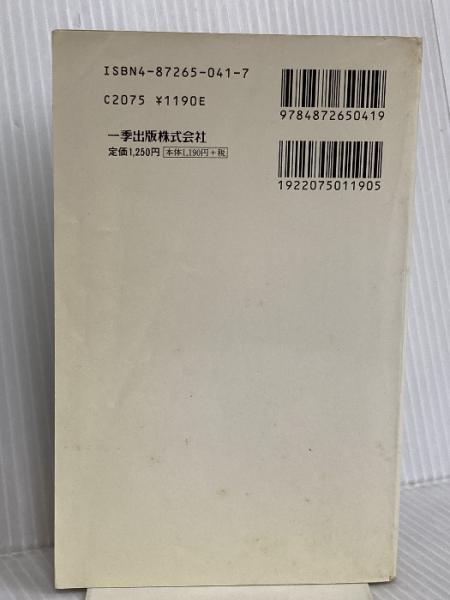 ISBN4-87265-041-7
C2075 ¥1190E
一季出版株式会社
定価1,250円 本体1,190円+税
9784872650419
1922075011905